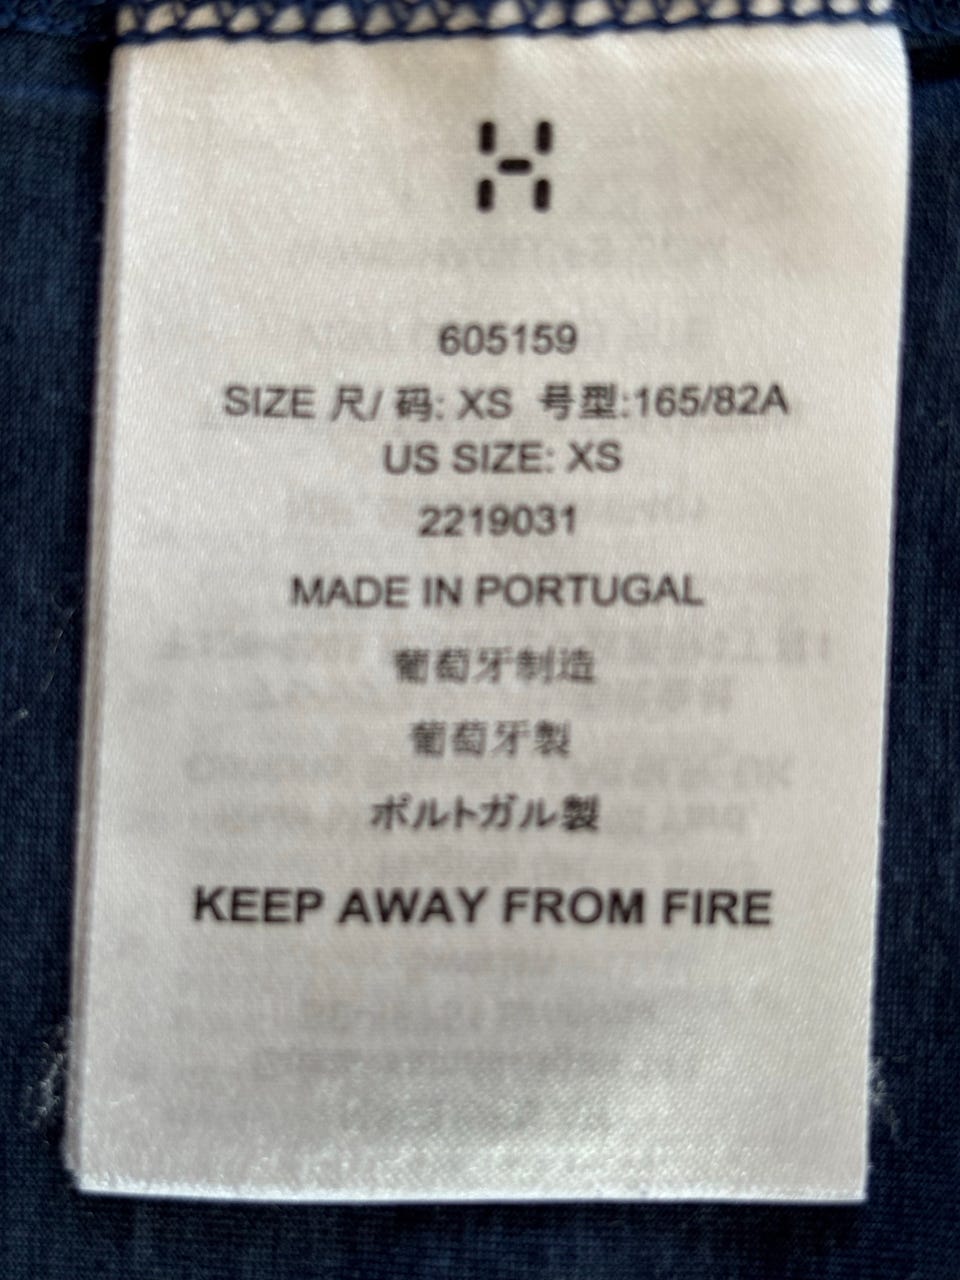 605159
SIZE 尺/ 码: XS 号型:165/82A
US SIZE: XS
2219031
MADE IN PORTUGAL
葡萄牙制造
葡萄牙製
ポルトガル製
KEEP AWAY FROM FIRE